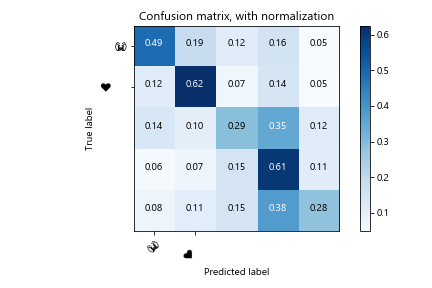 Confusion matrix, with normalization
0.49 0.19 0.12 0.16 0.05
0.12 0.62 0.07 0.14 0.05
0.14 0.10 0.29 0.35 0.12
0.06 0.07 0.15 0.61 0.11
0.08 0.11 0.15 0.38 0.28
True label
Predicted label
0.6
0.5
0.4
0.3
0.2
0.1